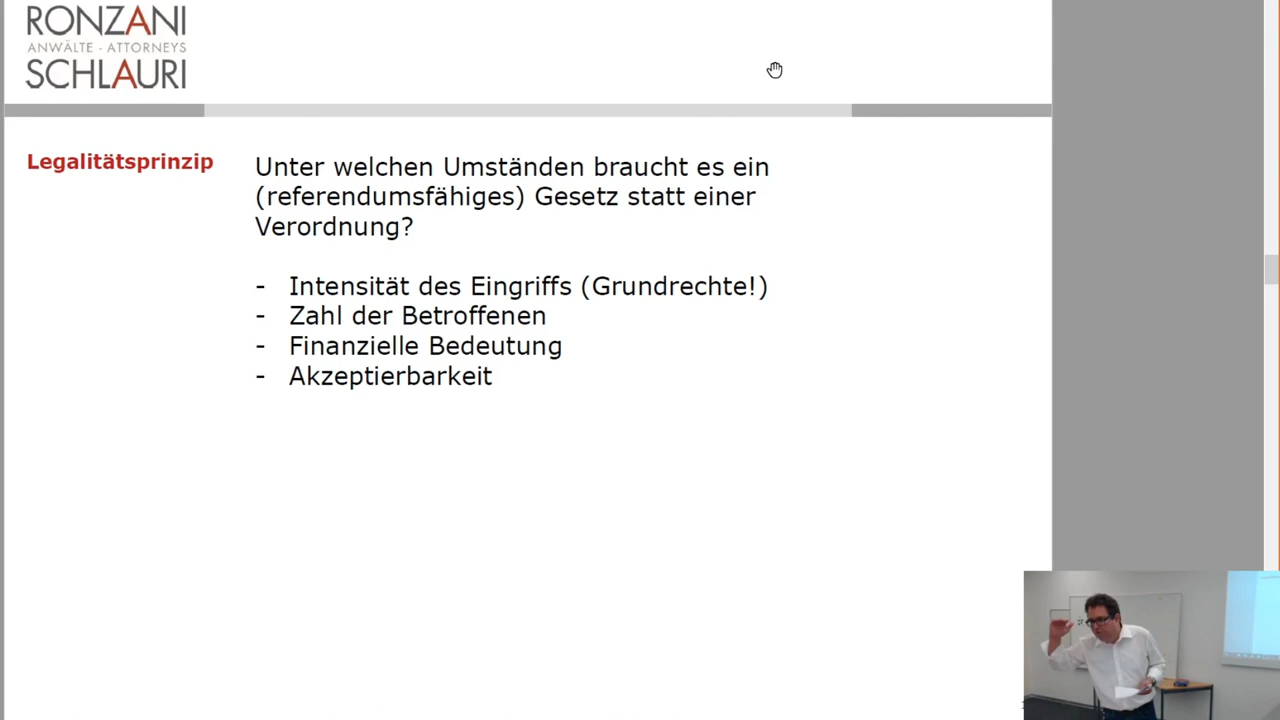 RONZANI
ANWÄLTE - ATTORNEYS
SCHLAURI
Legalitätsprinzip
Unter welchen Umständen braucht es ein
(referendumsfähiges) Gesetz statt einer
Verordnung?
- Intensität des Eingriffs (Grundrechte!)
- Zahl der Betroffenen
- Finanzielle Bedeutung
- Akzeptierbarkeit